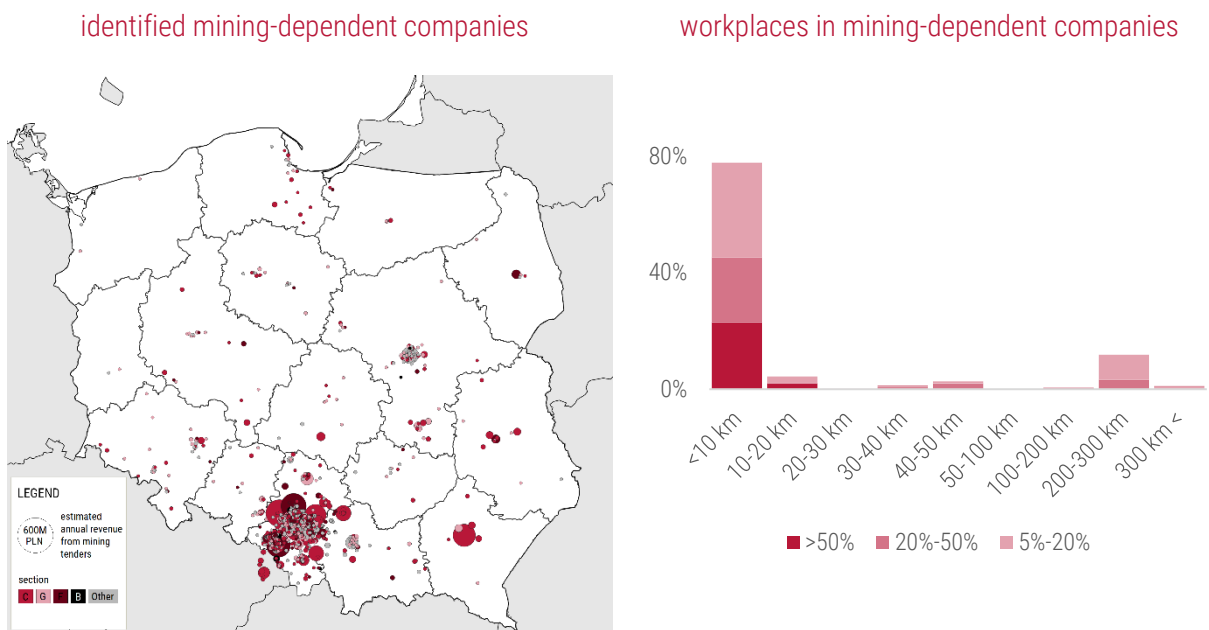 identified mining-dependent companies
workplaces in mining-dependent companies
LEGEND
600M
PLN
estimated
annual revenue
from mining
tenders
section
C G F B Other
80%
40%
0%
<10 km
10-20 km
20-30 km
30-40 km
40-50 km
50-100 km
100-200 km
200-300 km
300 km <
>50% 20%-50% 5%-20%